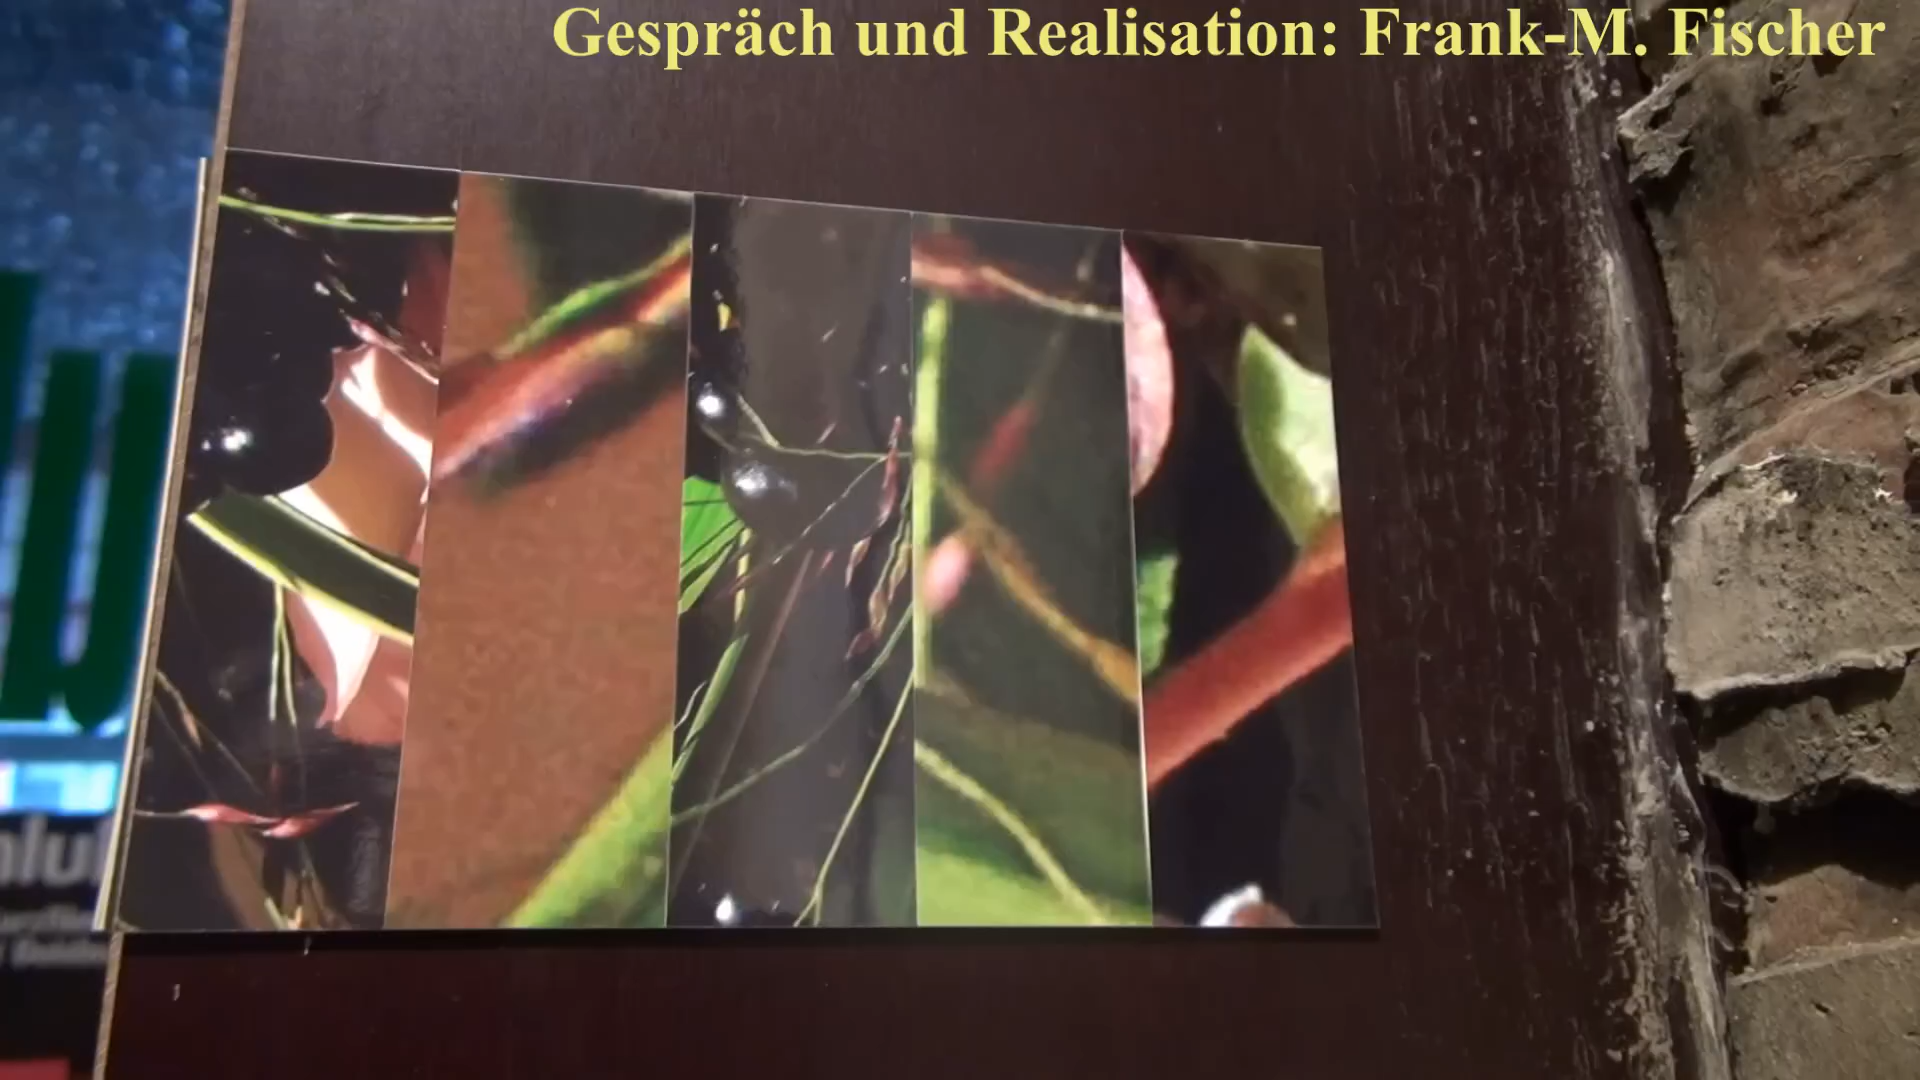 Gespräch und Realisation: Frank-M. Fischer